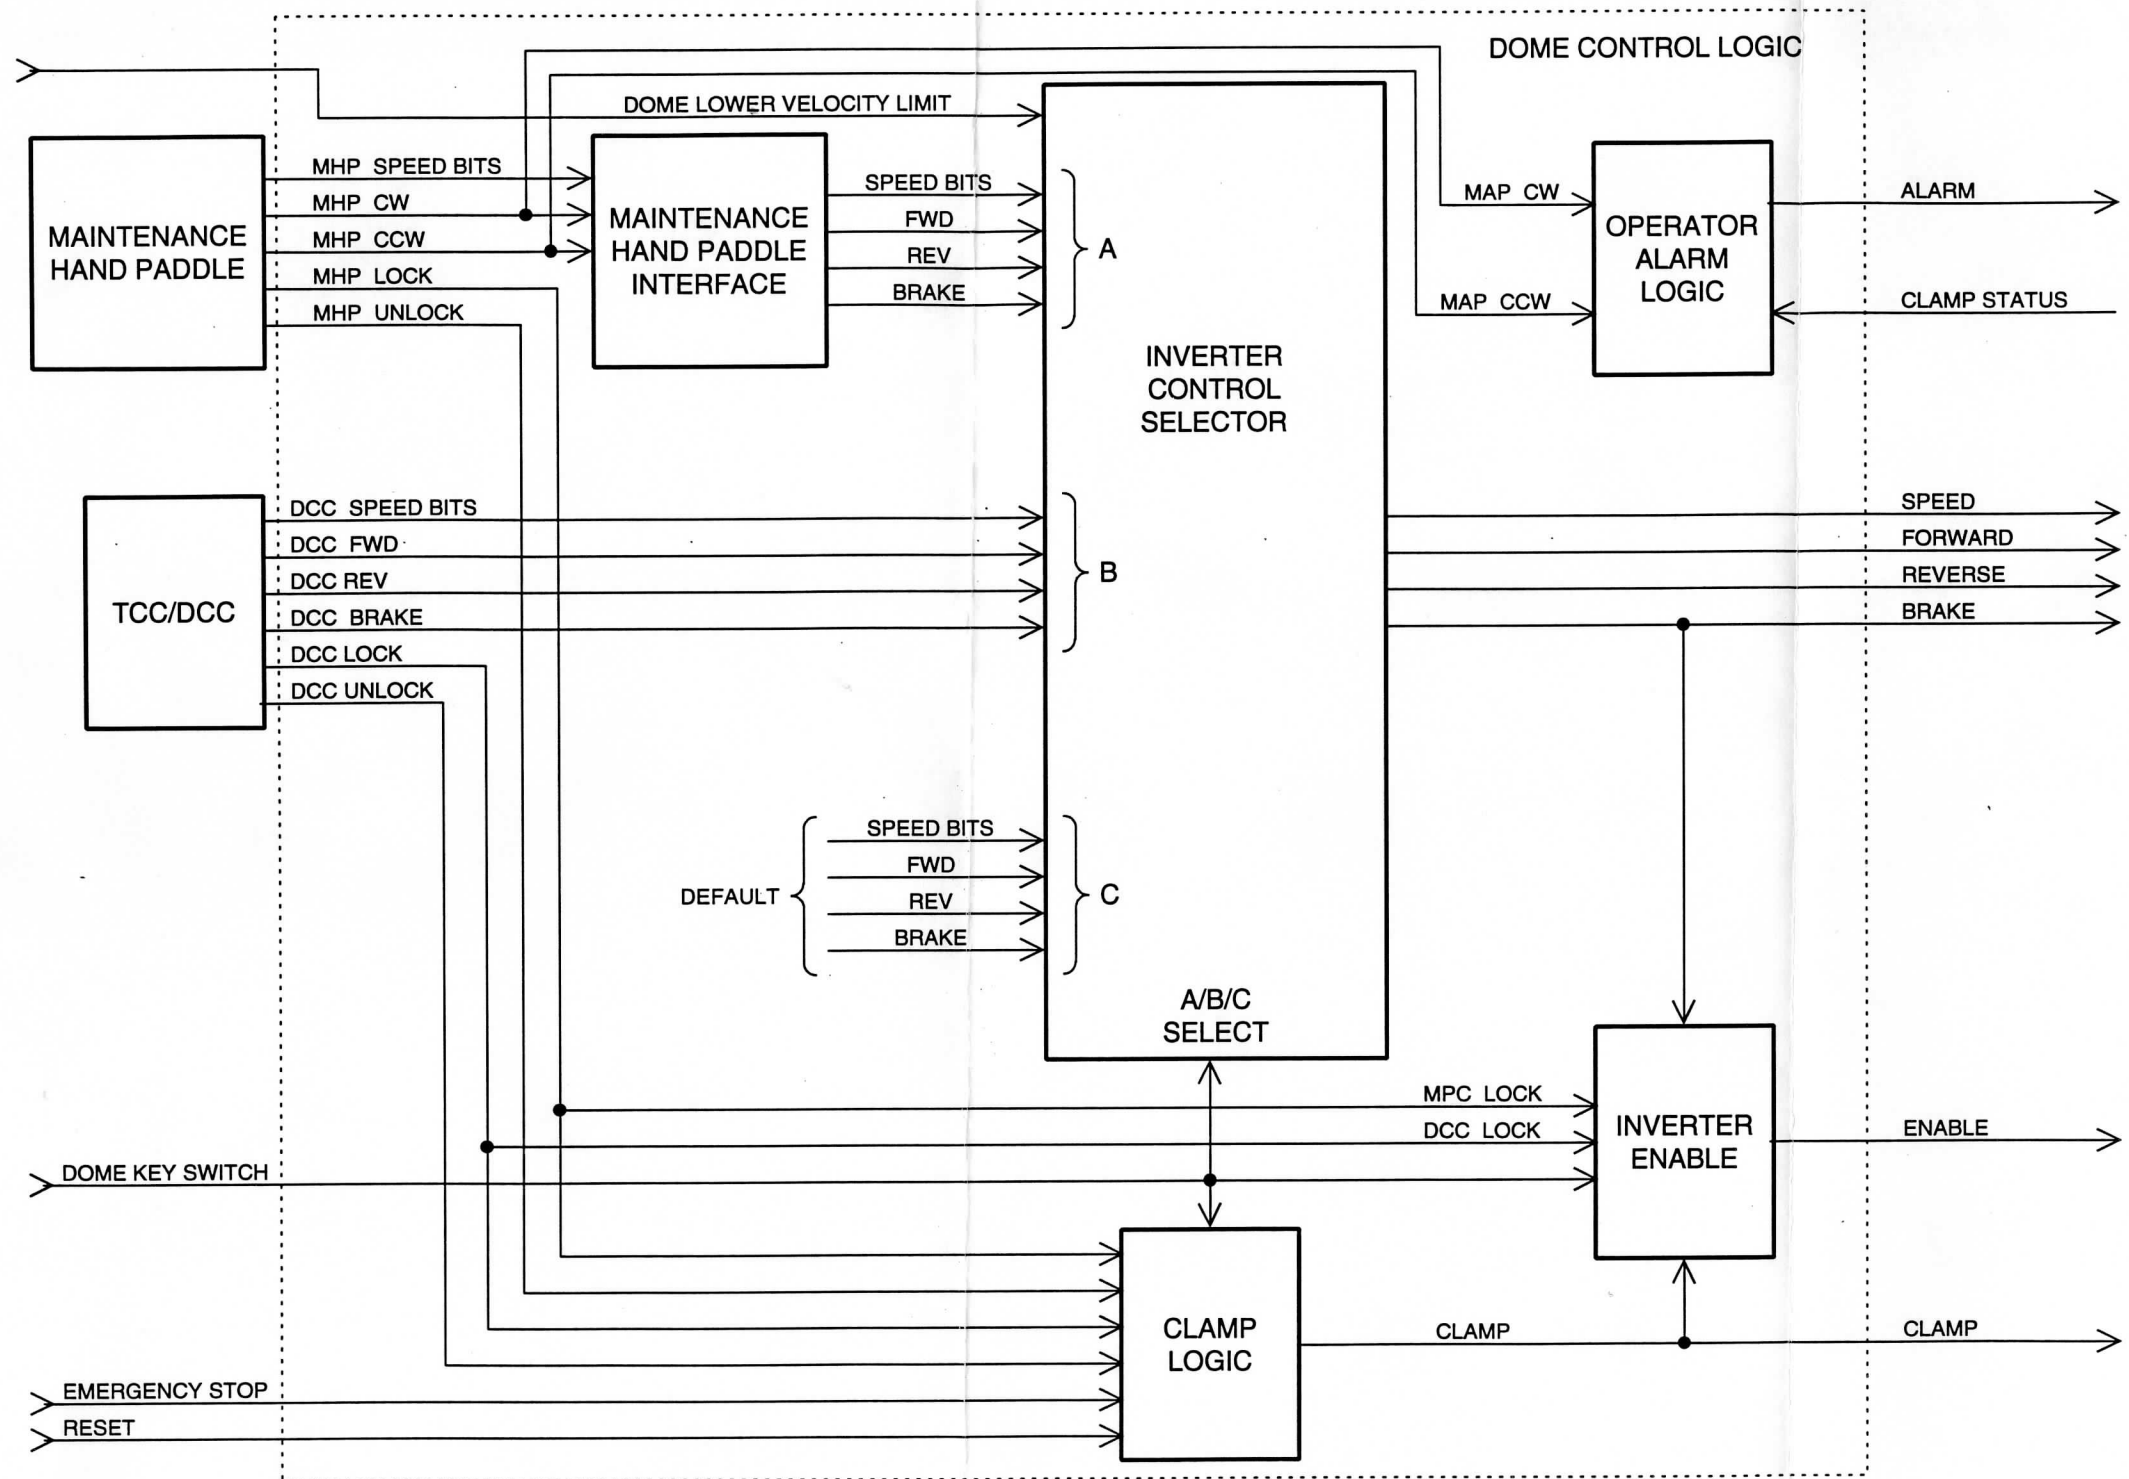 DOME CONTROL LOGIC
DOME LOWER VELOCITY LIMIT
MAINTENANCE
HAND PADDLE
MHP SPEED BITS
MHP CW
MHP CCW
MHP LOCK
MHP UNLOCK
MAINTENANCE
HAND PADDLE
INTERFACE
SPEED BITS
FWD
REV
BRAKE
A
INVERTER
CONTROL
SELECTOR
MAP CW
MAP CCW
OPERATOR
ALARM
LOGIC
ALARM
CLAMP STATUS
TCC/DCC
DCC SPEED BITS
DCC FWD
DCC REV
DCC BRAKE
DCC LOCK
DCC UNLOCK
B
SPEED
FORWARD
REVERSE
BRAKE
DEFAULT
SPEED BITS
FWD
REV
BRAKE
C
A/B/C
SELECT
MPC LOCK
DCC LOCK
INVERTER
ENABLE
ENABLE
DOME KEY SWITCH
CLAMP
LOGIC
CLAMP
CLAMP
EMERGENCY STOP
RESET